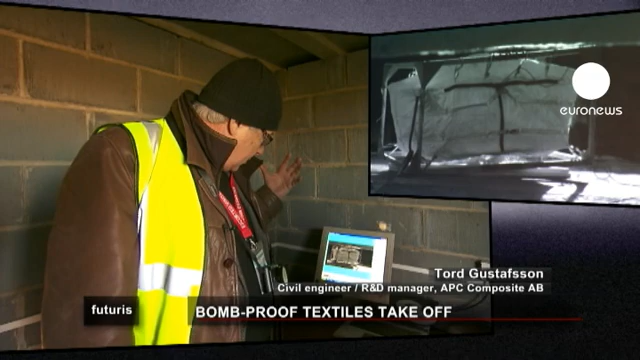 euronews
Tord Gustafsson
Civil engineer / R&D manager, APC Composite AB
futuris
BOMB-PROOF TEXTILES TAKE OFF